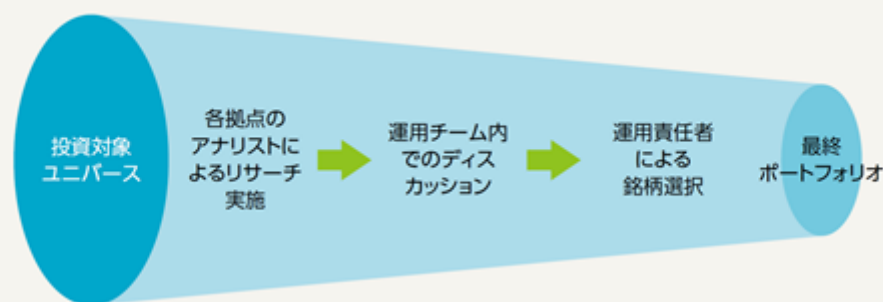 投資対象
ユニバース
各拠点の
アナリストに
よるリサーチ
実施
運用チーム内
でのディス
カッション
運用責任者
による
銘柄選択
最終
ポートフォリオ